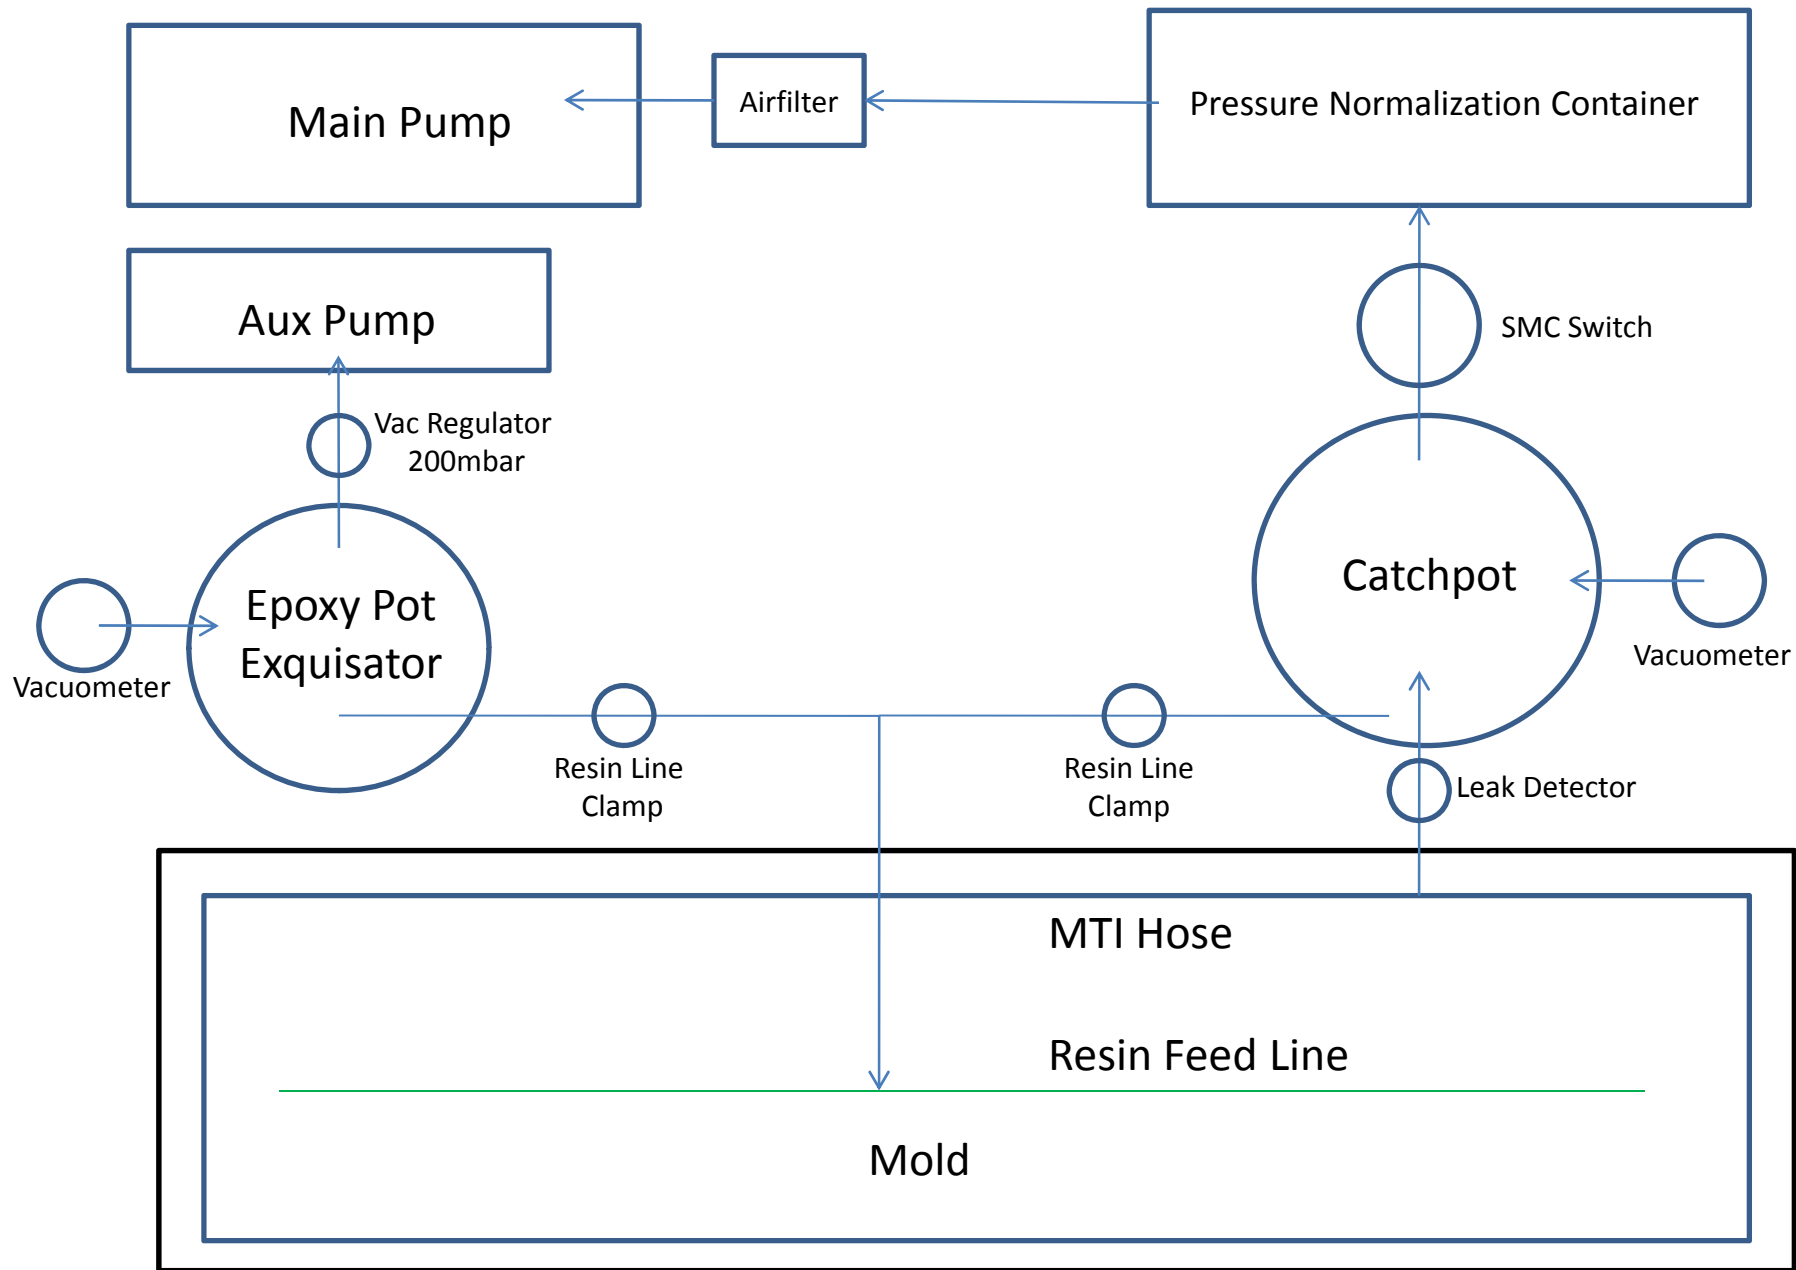 Main Pump
Airfilter
Pressure Normalization Container
Aux Pump
SMC Switch
Vac Regulator
200mbar
Epoxy Pot
Exquisator
Vacuometer
Catchpot
Vacuometer
Resin Line
Clamp
Resin Line
Clamp
Leak Detector
MTI Hose
Resin Feed Line
Mold